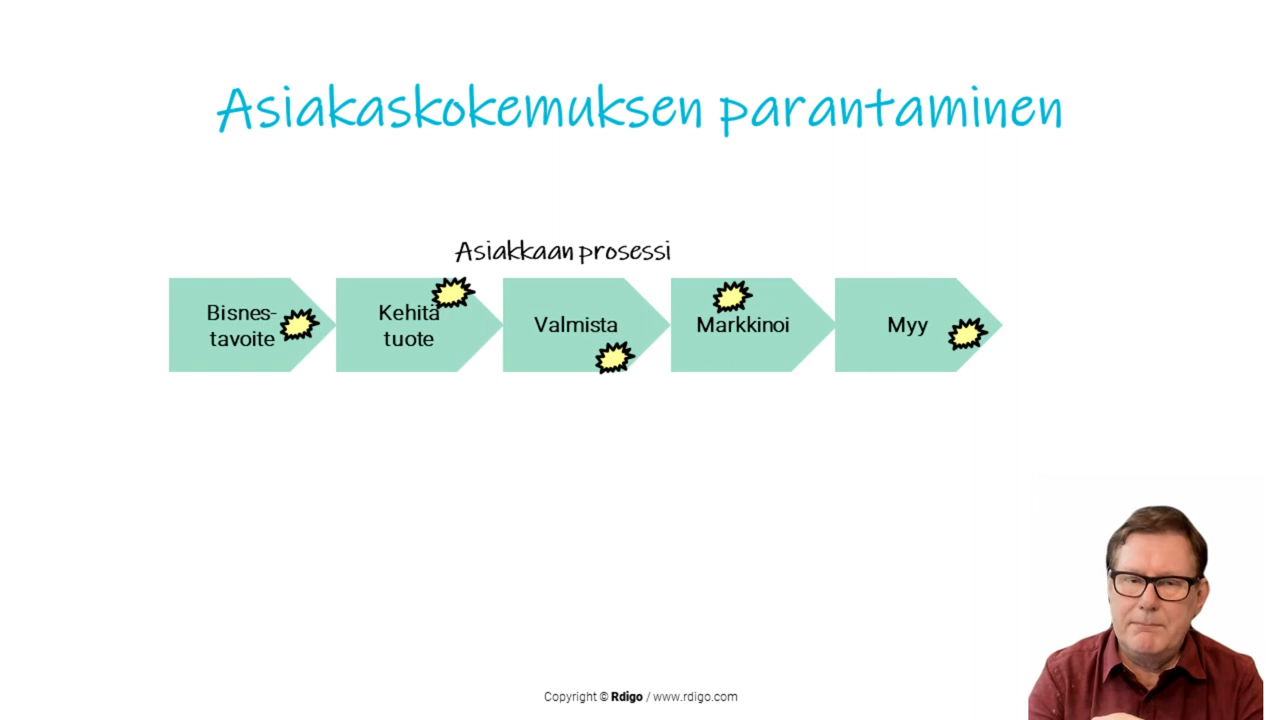 Asiakaskokemuksen parantaminen
Asiakkaan prosessi
Bisnes-
tavoite
Kehitä
tuote
Valmista
Markkinoi
Myy
Copyright © Rdigo / www.rdigo.com